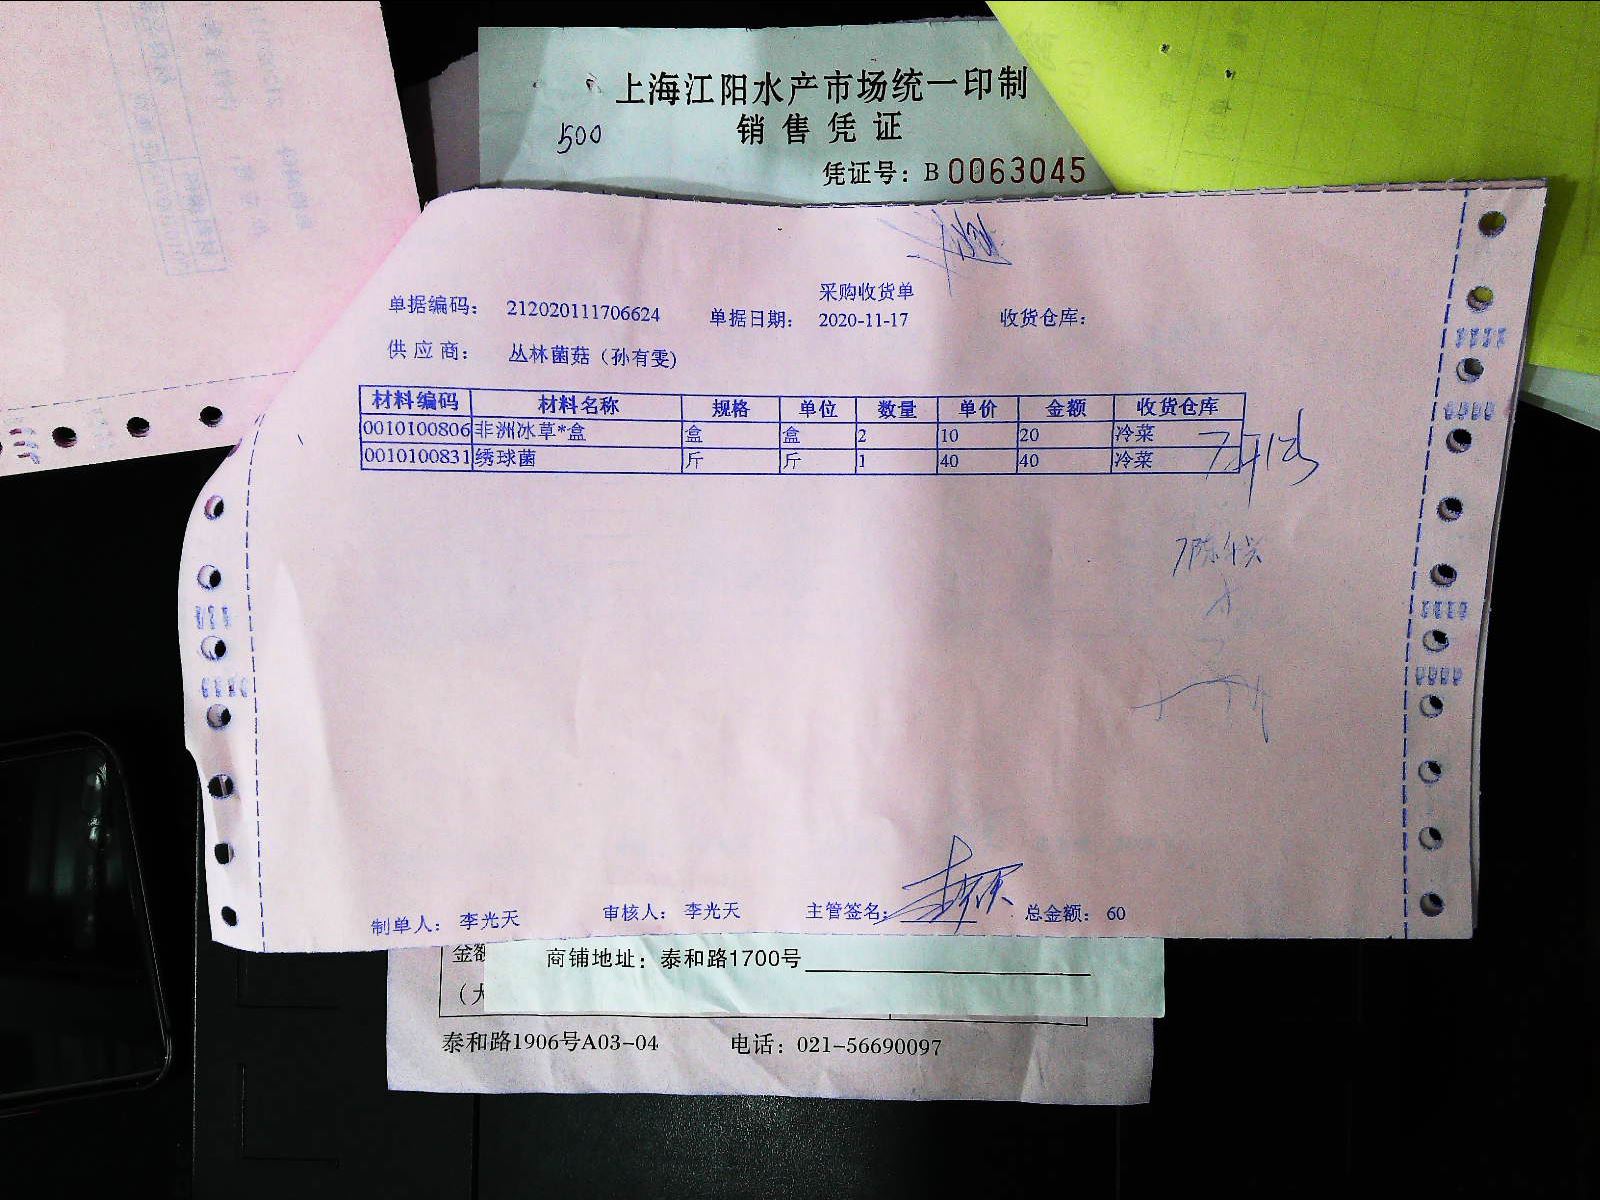 上海江阳水产市场统一印制
销售凭证
500
凭证号：B 0063045
采购收货单
单据编码： 212020111706624 单据日期： 2020-11-17 收货仓库：
供应商： 丛林菌菇（孙有雯)
材料编码 材料名称 规格 单位 数量 单价 金额 收货仓库
0010100806 非洲冰草*盒 盒 盒 2 10 20 冷菜
0010100831 绣球菌 斤 斤 1 40 40 冷菜
制单人： 李光天 审核人： 李光天 主管签名： 总金额： 60
商铺地址：泰和路1700号
泰和路1906号A03-04 电话：021-56690097